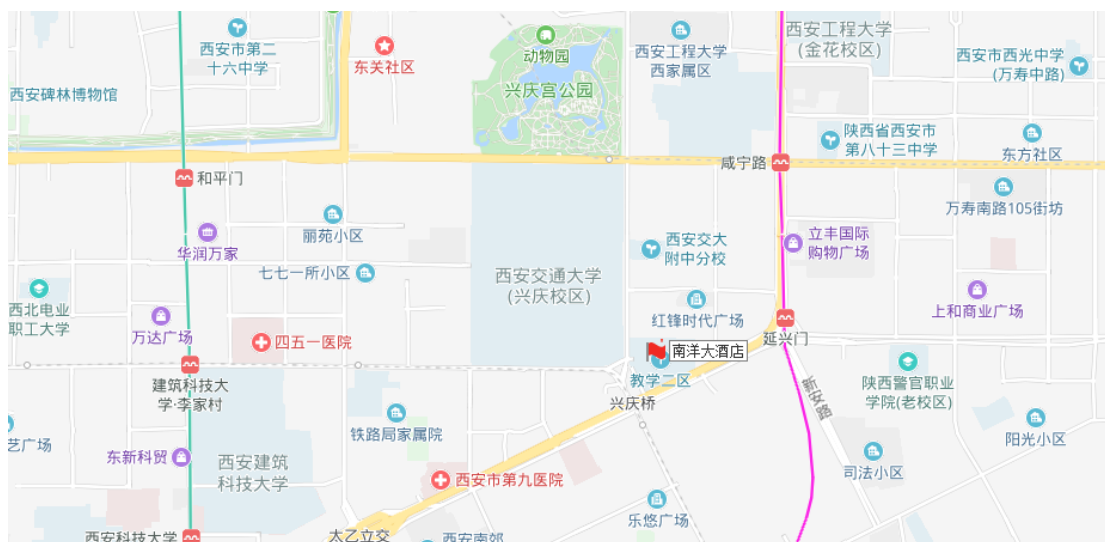 西安市第二
十六中学
东关社区
动物园
兴庆宫公园
西安工程大学
西家属区
西安工程大学
(金花校区)
西安市西光中学
(万寿中路)
西安碑林博物馆
陕西省西安市
第八十三中学
东方社区
咸宁路
和平门
万寿南路105街坊
丽苑小区
华润万家
西安交大
附中分校
立丰国际
购物广场
七七一所小区
西安交通大学
(兴庆校区)
西北电业
职工大学
万达广场
四五一医院
红锋时代广场
上和商业广场
延兴门
南洋大酒店
教学二区
建筑科技大
学·李家村
兴庆桥
新安路
陕西警官职业
学院(老校区)
艺广场
铁路局家属院
阳光小区
东新科贸
西安建筑
科技大学
西安市第九医院
司法小区
乐悠广场
西安科技大学
太乙立交
西安南郊